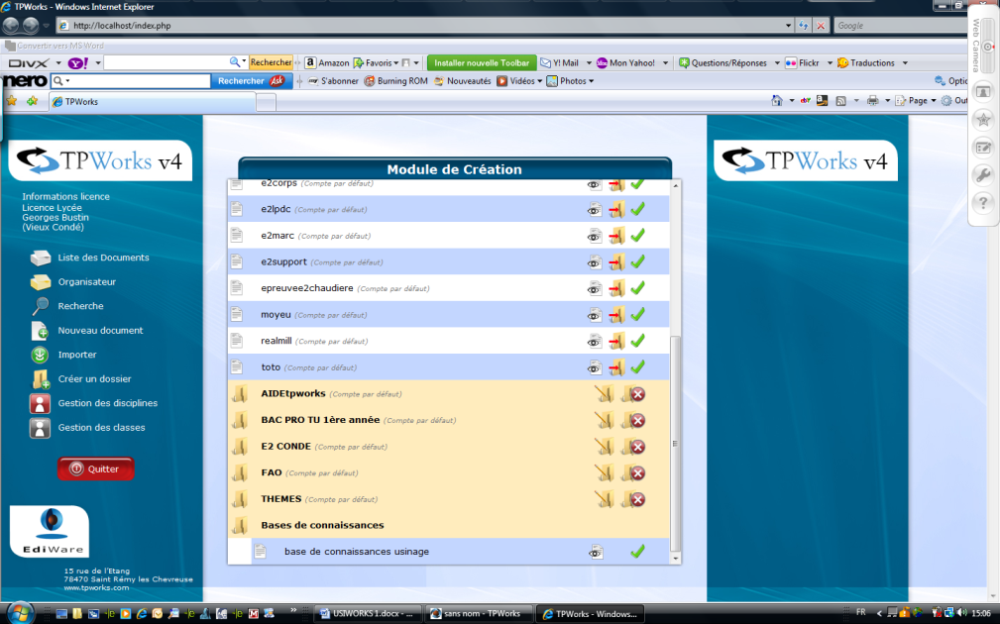 TPWorks - Windows Internet Explorer
http://localhost/index.php
Google
Convertir vers MS Word
DIVX
Y!
Rechercher
Amazon
Favoris
Installer nouvelle Toolbar
Y! Mail
Mon Yahoo!
Questions/Réponses
Flickr
Traductions
nero
Rechercher
Ask
S'abonner
Burning ROM
Nouveautés
Vidéos
Photos
TPWorks
Page
Web Camera
TPWorks v4
Informations licence
Licence Lycée
Georges Bustin
(Vieux Condé)
Liste des Documents
Organisateur
Recherche
Nouveau document
Importer
Créer un dossier
Gestion des disciplines
Gestion des classes
Quitter
EdiWare
15 rue de l'Etang
78470 Saint Rémy les Chevreuse
www.tpworks.com
Module de Création
e2corps (Compte par défaut)
e2lpdc (Compte par défaut)
e2marc (Compte par défaut)
e2support (Compte par défaut)
epreuvee2chaudiere (Compte par défaut)
moyeu (Compte par défaut)
realmill (Compte par défaut)
toto (Compte par défaut)
AIDEtpworks (Compte par défaut)
BAC PRO TU 1ère année (Compte par défaut)
E2 CONDE (Compte par défaut)
FAO (Compte par défaut)
THEMES (Compte par défaut)
Bases de connaissances
base de connaissances usinage
TPWorks v4
USIWORKS 1.docx - ...
sans nom - TPWorks
TPWorks - Windows...
FR
15:06